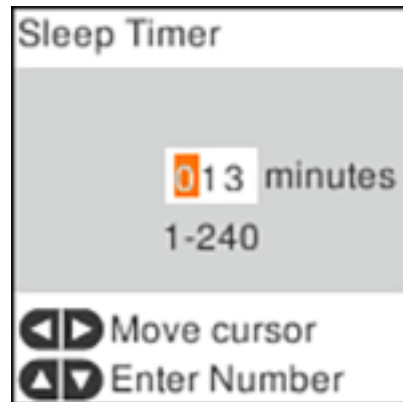 Sleep Timer
013 minutes
1-240
Move cursor
Enter Number